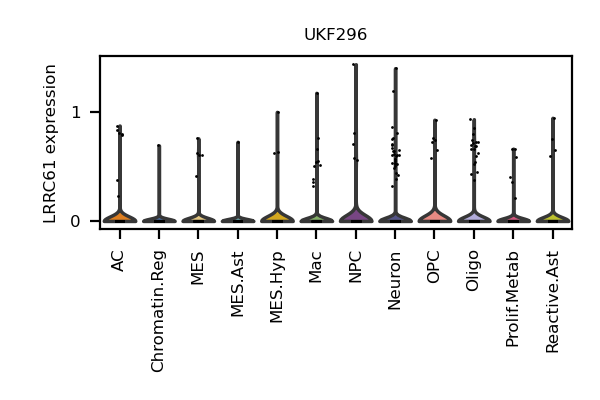 UKF296
LRRC61 expression
1
0
AC
Chromatin.Reg
MES
MES.Ast
MES.Hyp
Mac
NPC
Neuron
OPC
Oligo
Prolif.Metab
Reactive.Ast